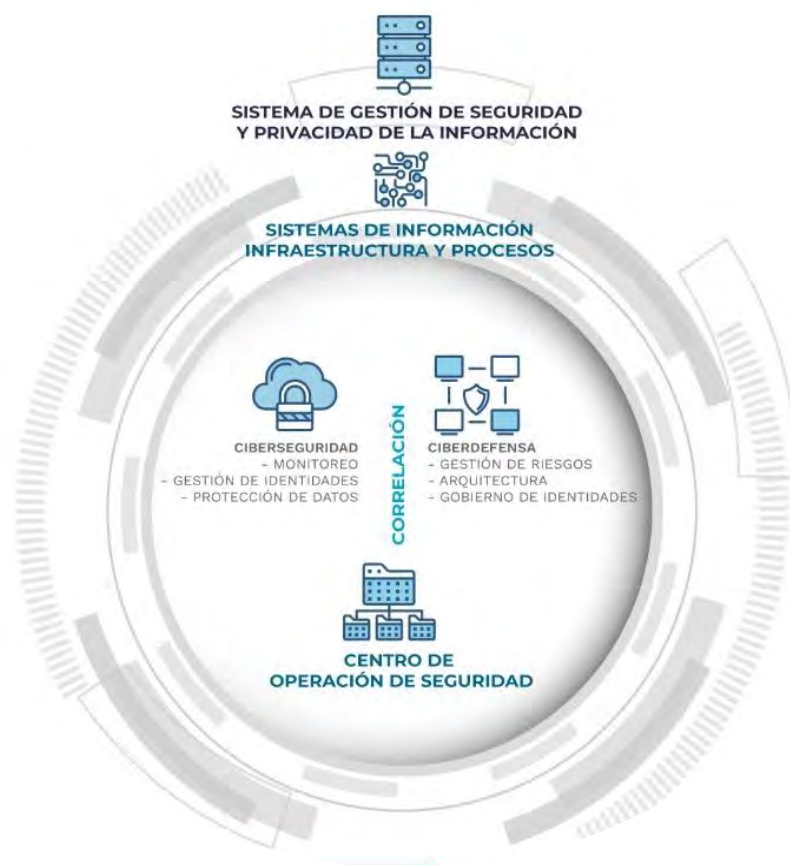 SISTEMA DE GESTIÓN DE SEGURIDAD
Y PRIVACIDAD DE LA INFORMACIÓN
SISTEMAS DE INFORMACIÓN
INFRAESTRUCTURA Y PROCESOS
CIBERSEGURIDAD
- MONITOREO
- GESTIÓN DE IDENTIDADES
- PROTECCIÓN DE DATOS
CORRELACIÓN
CIBERDEFENSA
- GESTIÓN DE RIESGOS
- ARQUITECTURA
- GOBIERNO DE IDENTIDADES
CENTRO DE
OPERACIÓN DE SEGURIDAD